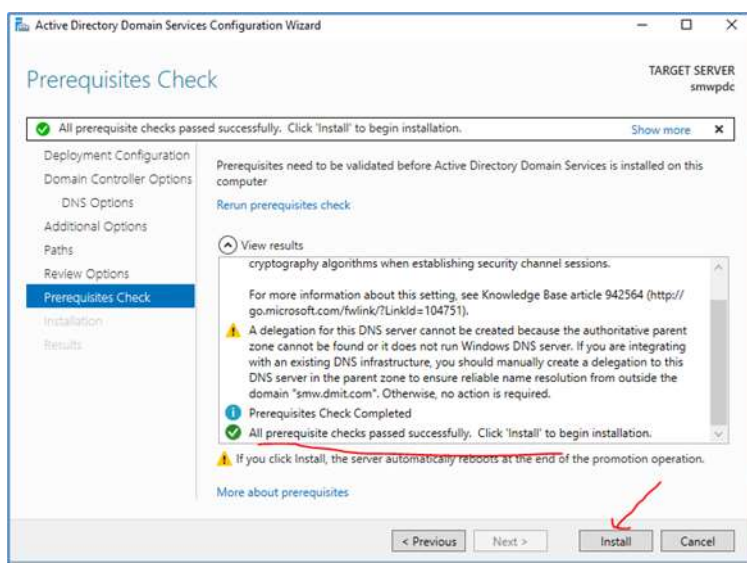 Active Directory Domain Services Configuration Wizard
Prerequisites Check
TARGET SERVER
smwpdc
All prerequisite checks passed successfully. Click 'Install' to begin installation.
Show more
Deployment Configuration
Domain Controller Options
DNS Options
Additional Options
Paths
Review Options
Prerequisites Check
Installation
Results
Prerequisites need to be validated before Active Directory Domain Services is installed on this
computer
Rerun prerequisites check
View results
cryptography algorithms when establishing security channel sessions.
For more information about this setting, see Knowledge Base article 942564 (http://
go.microsoft.com/fwlink/?LinkId=104751).
A delegation for this DNS server cannot be created because the authoritative parent
zone cannot be found or it does not run Windows DNS server. If you are integrating
with an existing DNS infrastructure, you should manually create a delegation to this
DNS server in the parent zone to ensure reliable name resolution from outside the
domain "smw.dmit.com". Otherwise, no action is required.
Prerequisites Check Completed
All prerequisite checks passed successfully. Click 'Install' to begin installation.
If you click Install, the server automatically reboots at the end of the promotion operation.
More about prerequisites
< Previous
Next >
Install
Cancel